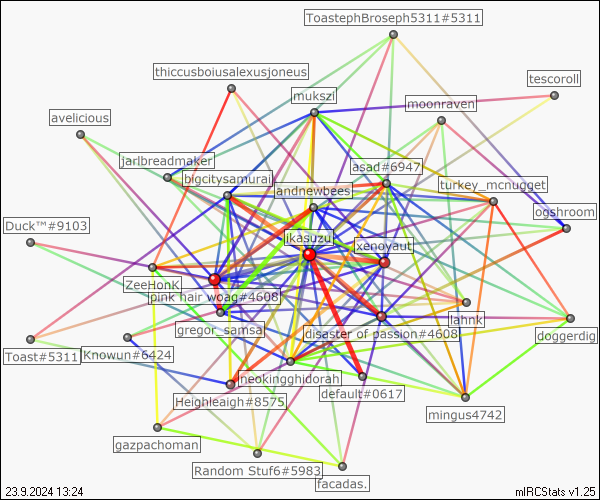 ToastephBroseph5311#5311
thiccusboiusalexusjoneus
tescoroll
mukszi
moonraven
avelicious
jarlbreadmaker
asad#6947
bigcitysamurai
andnewbees
turkey_mcnugget
ogshroom
Duck™#9103
ikasuzu
xenoyaut
ZeeHonK
pink hair woag#4608
lahnk
gregor_samsa
disaster of passion#4608
doggerdig
Toast#5311
Knowun#6424
neokingghidorah
default#0617
Heighleaigh#8575
mingus4742
gazpachoman
Random Stuf6#5983
facadas.
23.9.2024 13:24
mIRCStats v1.25